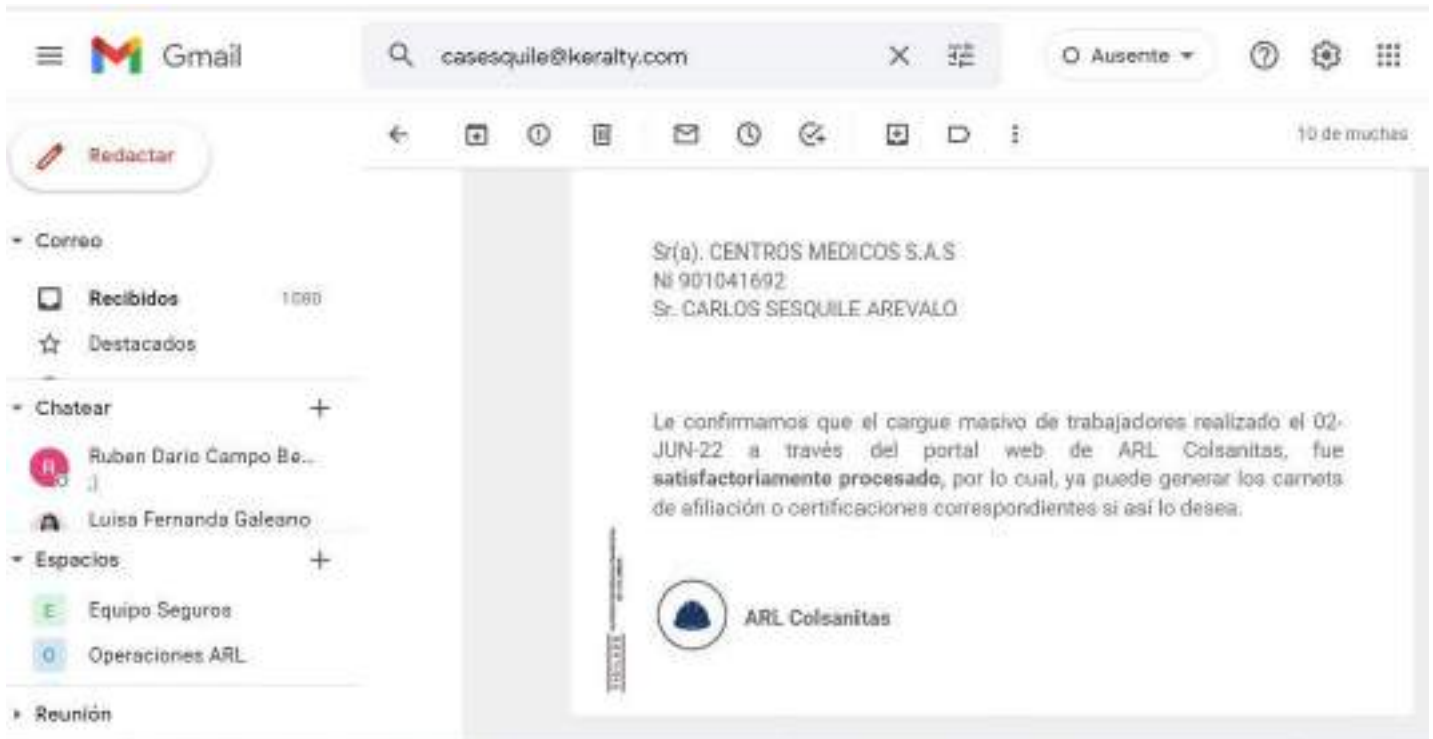 Gmail
casesquile@keralty.com
Ausente
Redactar
10 de muchas
Correo
Recibidos 1080
Destacados
Chatear
Ruben Dario Campo Be...
:)
Luisa Fernanda Galeano
Espacios
E Equipo Seguros
O Operaciones ARL
Reunión
Sr(a). CENTROS MEDICOS S.A.S
NI 901041692
Sr. CARLOS SESQUILE AREVALO
Le confirmamos que el cargue masivo de trabajadores realizado el 02-
JUN-22 a través del portal web de ARL Colsanitas, fue
satisfactoriamente procesado, por lo cual, ya puede generar los carnets
de afiliación o certificaciones correspondientes si así lo desea.
ARL Colsanitas